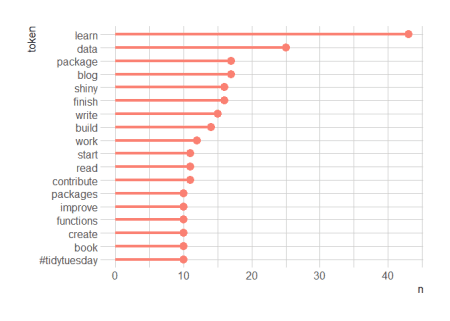 token
learn
data
package
blog
shiny
finish
write
build
work
start
read
contribute
packages
improve
functions
create
book
#tidytuesday
0 10 20 30 40
n